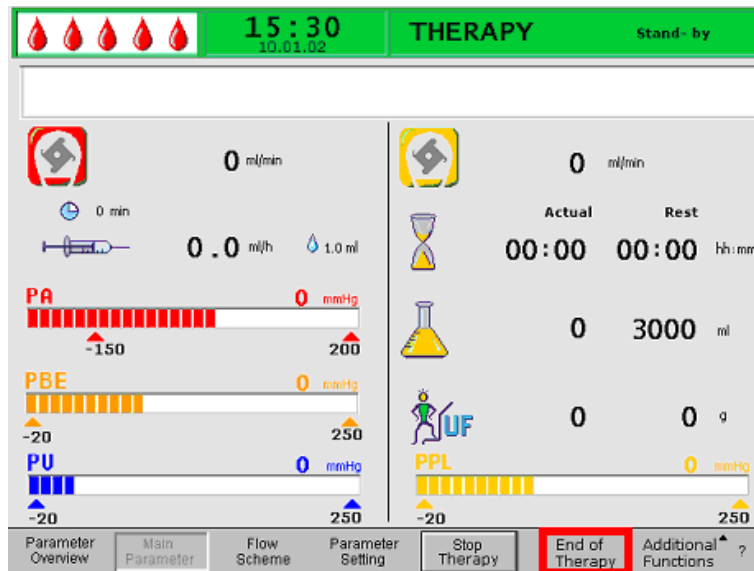 15:30 THERAPY Stand- by
10.01.02
0 ml/min
0 ml/min
0 min
Actual Rest
0.0 ml/h 1.0 ml
00:00 00:00 hh:mm
PA 0 mmHg
-150 200
0 3000 ml
PBE 0 mmHg
-20 250
UF 0 0 g
PV 0 mmHg
PPL 0 mmHg
-20 250
-20 250
Parameter Overview
Main Parameter
Flow Scheme
Parameter Setting
Stop Therapy
End of Therapy
Additional Functions
?